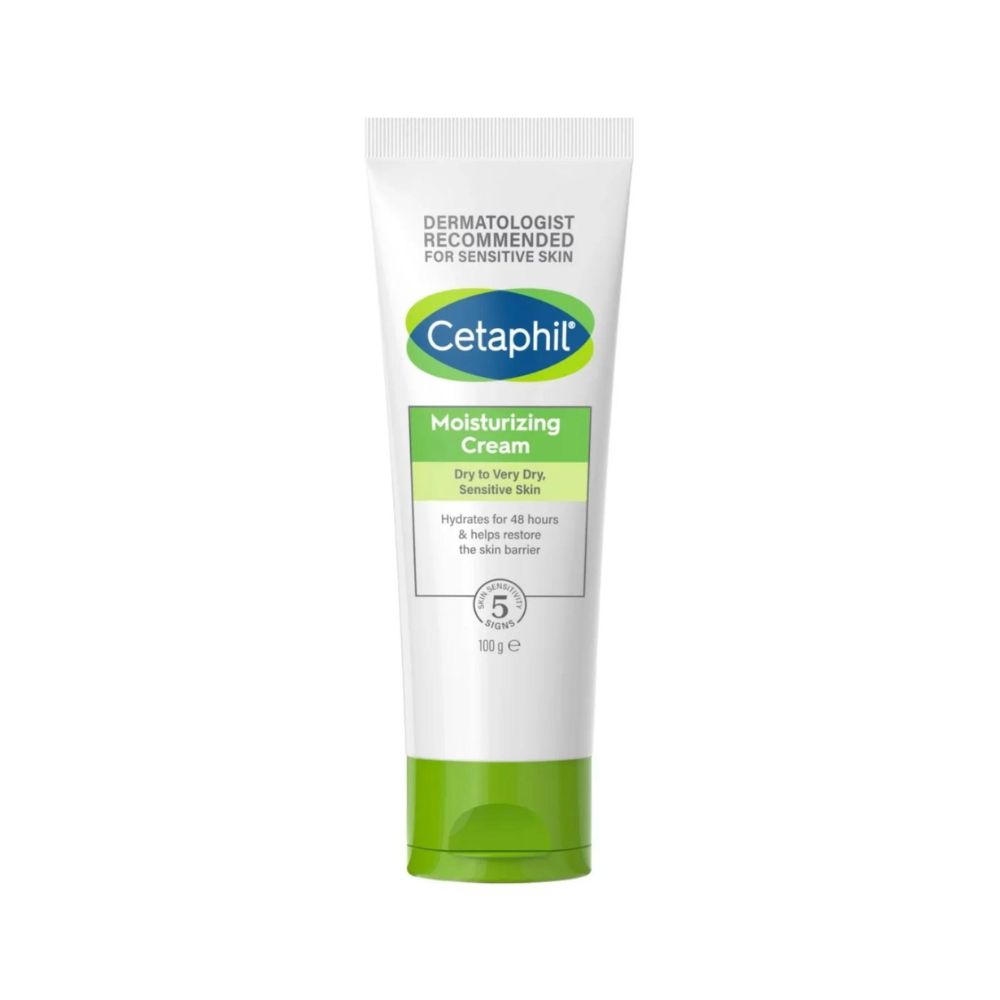 DERMATOLOGIST
RECOMMENDED
FOR SENSITIVE SKIN
Cetaphil®
Moisturizing
Cream
Dry to Very Dry,
Sensitive Skin
Hydrates for 48 hours
& helps restore
the skin barrier
SKIN SENSITIVITY
5
SIGNS
100 g ℮